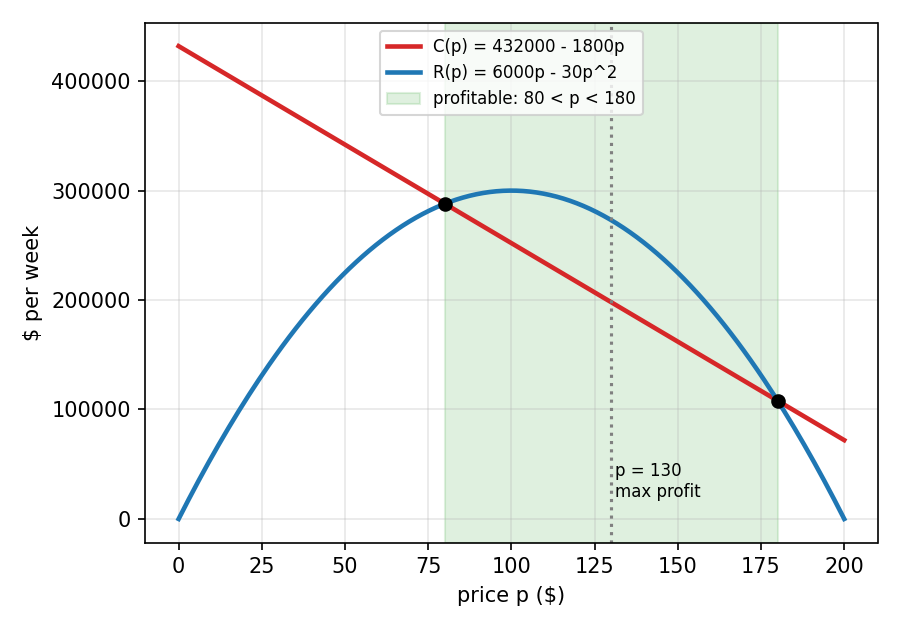 C(p) = 432000 - 1800p
R(p) = 6000p - 30p^2
profitable: 80 < p < 180
400000
300000
200000
100000
0
$ per week
p = 130
max profit
0 25 50 75 100 125 150 175 200
price p ($)